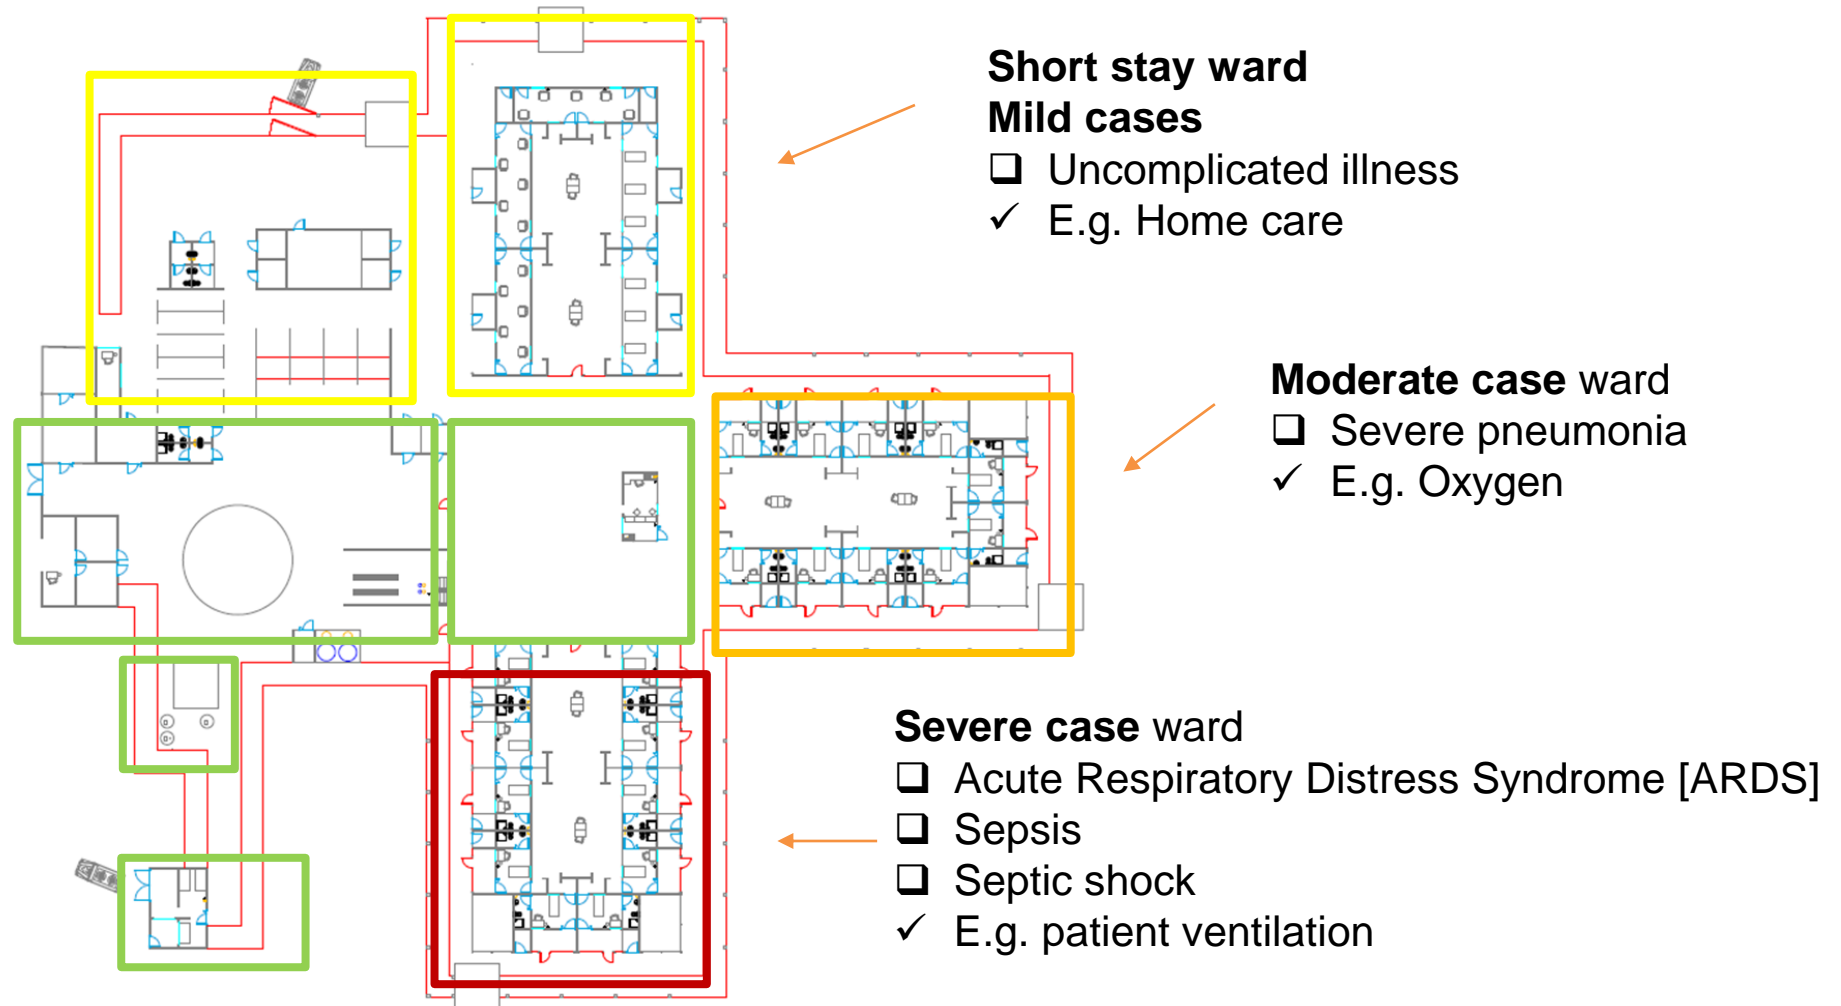 Short stay ward
Mild cases
❑ Uncomplicated illness
✓ E.g. Home care
Moderate case ward
❑ Severe pneumonia
✓ E.g. Oxygen
Severe case ward
❑ Acute Respiratory Distress Syndrome [ARDS]
❑ Sepsis
❑ Septic shock
✓ E.g. patient ventilation